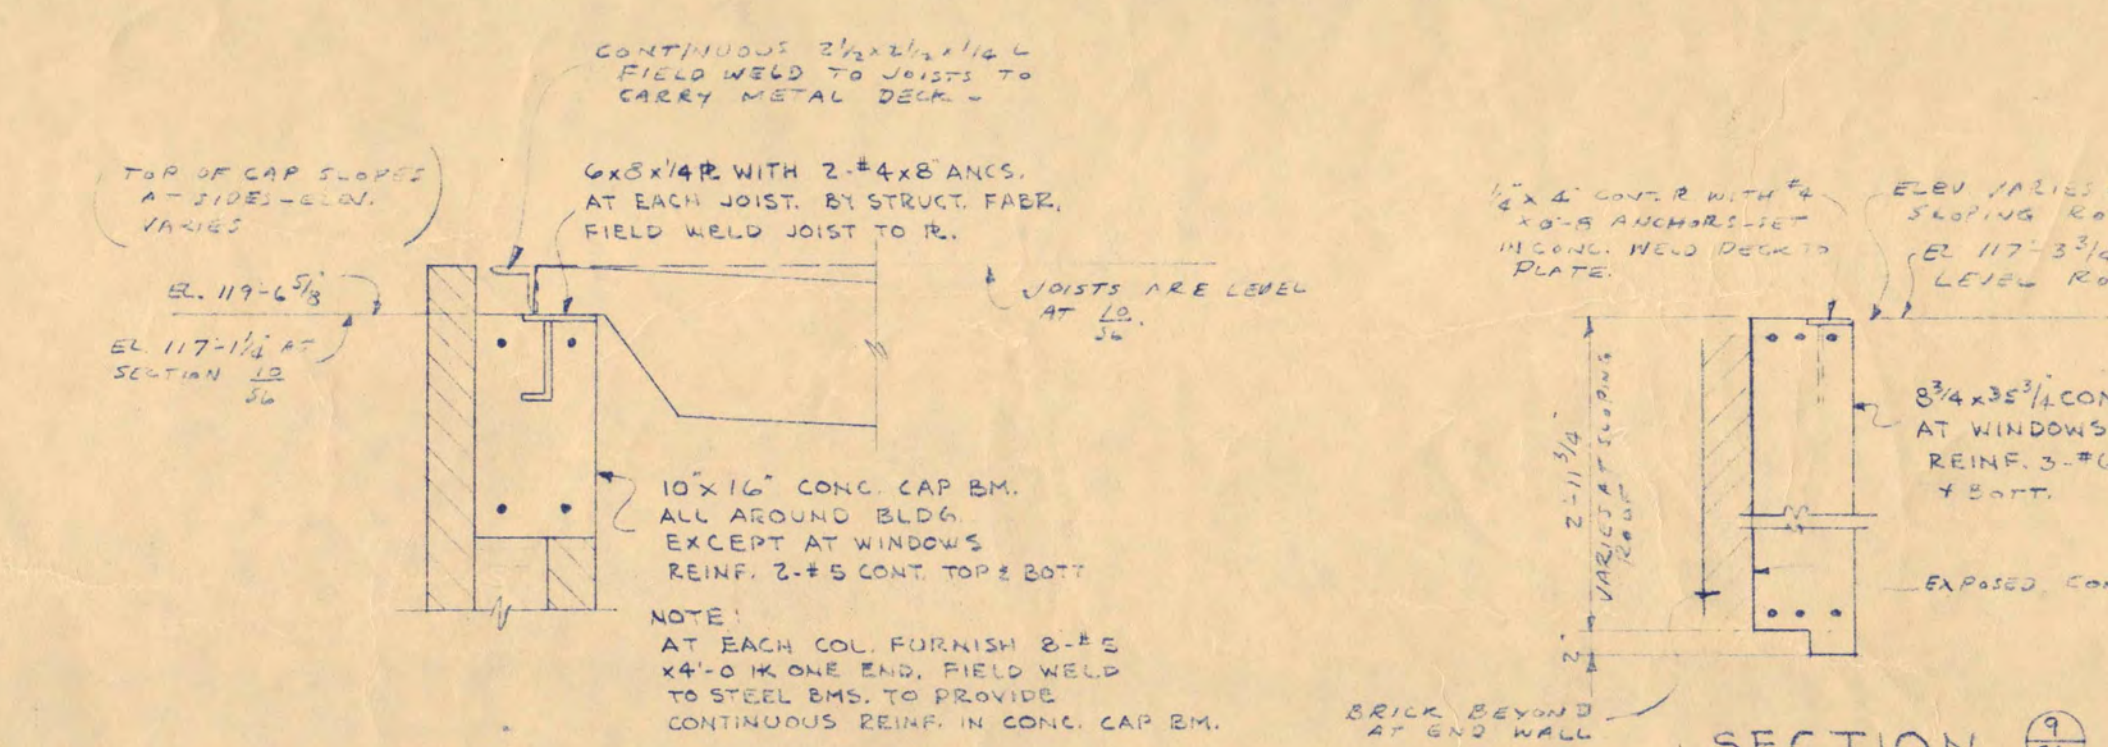 CONTINUOUS 2½x2½x¼ L
FIELD WELD TO JOISTS TO
CARRY METAL DECK -
TOP OF CAP SLOPES
AT SIDES-ELEV.
VARIES
6x8x¼ ℞ WITH 2-#4x8" ANCS.
AT EACH JOIST. BY STRUCT. FABR.
FIELD WELD JOIST TO ℞.
EL. 119'-6⅝"
EL. 117'-1¼" AT
SECTION 10
56
JOISTS ARE LEVEL
AT 10
56
10"x16" CONC. CAP BM.
ALL AROUND BLDG.
EXCEPT AT WINDOWS
REINF. 2-#5 CONT. TOP & BOTT
NOTE:
AT EACH COL. FURNISH 8-#5
x4'-0 HK ONE END. FIELD WELD
TO STEEL BMS. TO PROVIDE
CONTINUOUS REINF. IN CONC. CAP BM.
¼"x4" CONT. ℞ WITH #4
x0'-8 ANCHORS-SET
IN CONC. WELD DECK TO
PLATE.
ELEV. VARIES
SLOPING RO
EL 117'-3¾
LEVEL RO
2'-11¾"
VARIES AT SLOPING
ROOF
2"
8¾x35¾" CON
AT WINDOWS
REINF. 3-#6
& BOTT.
EXPOSED CON
BRICK BEYOND
AT END WALL
SECTION 9